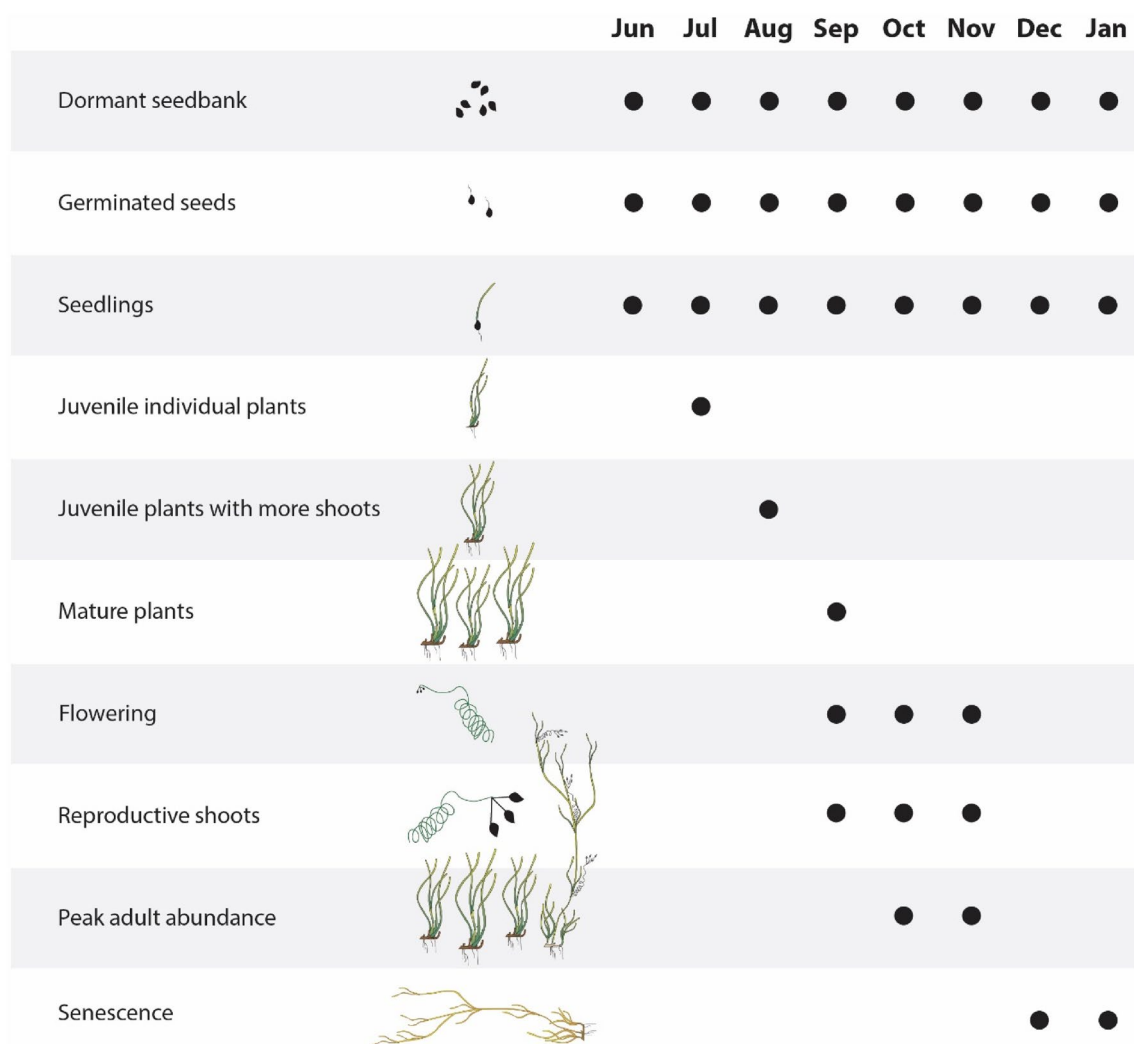 Jun Jul Aug Sep Oct Nov Dec Jan
Dormant seedbank
Germinated seeds
Seedlings
Juvenile individual plants
Juvenile plants with more shoots
Mature plants
Flowering
Reproductive shoots
Peak adult abundance
Senescence